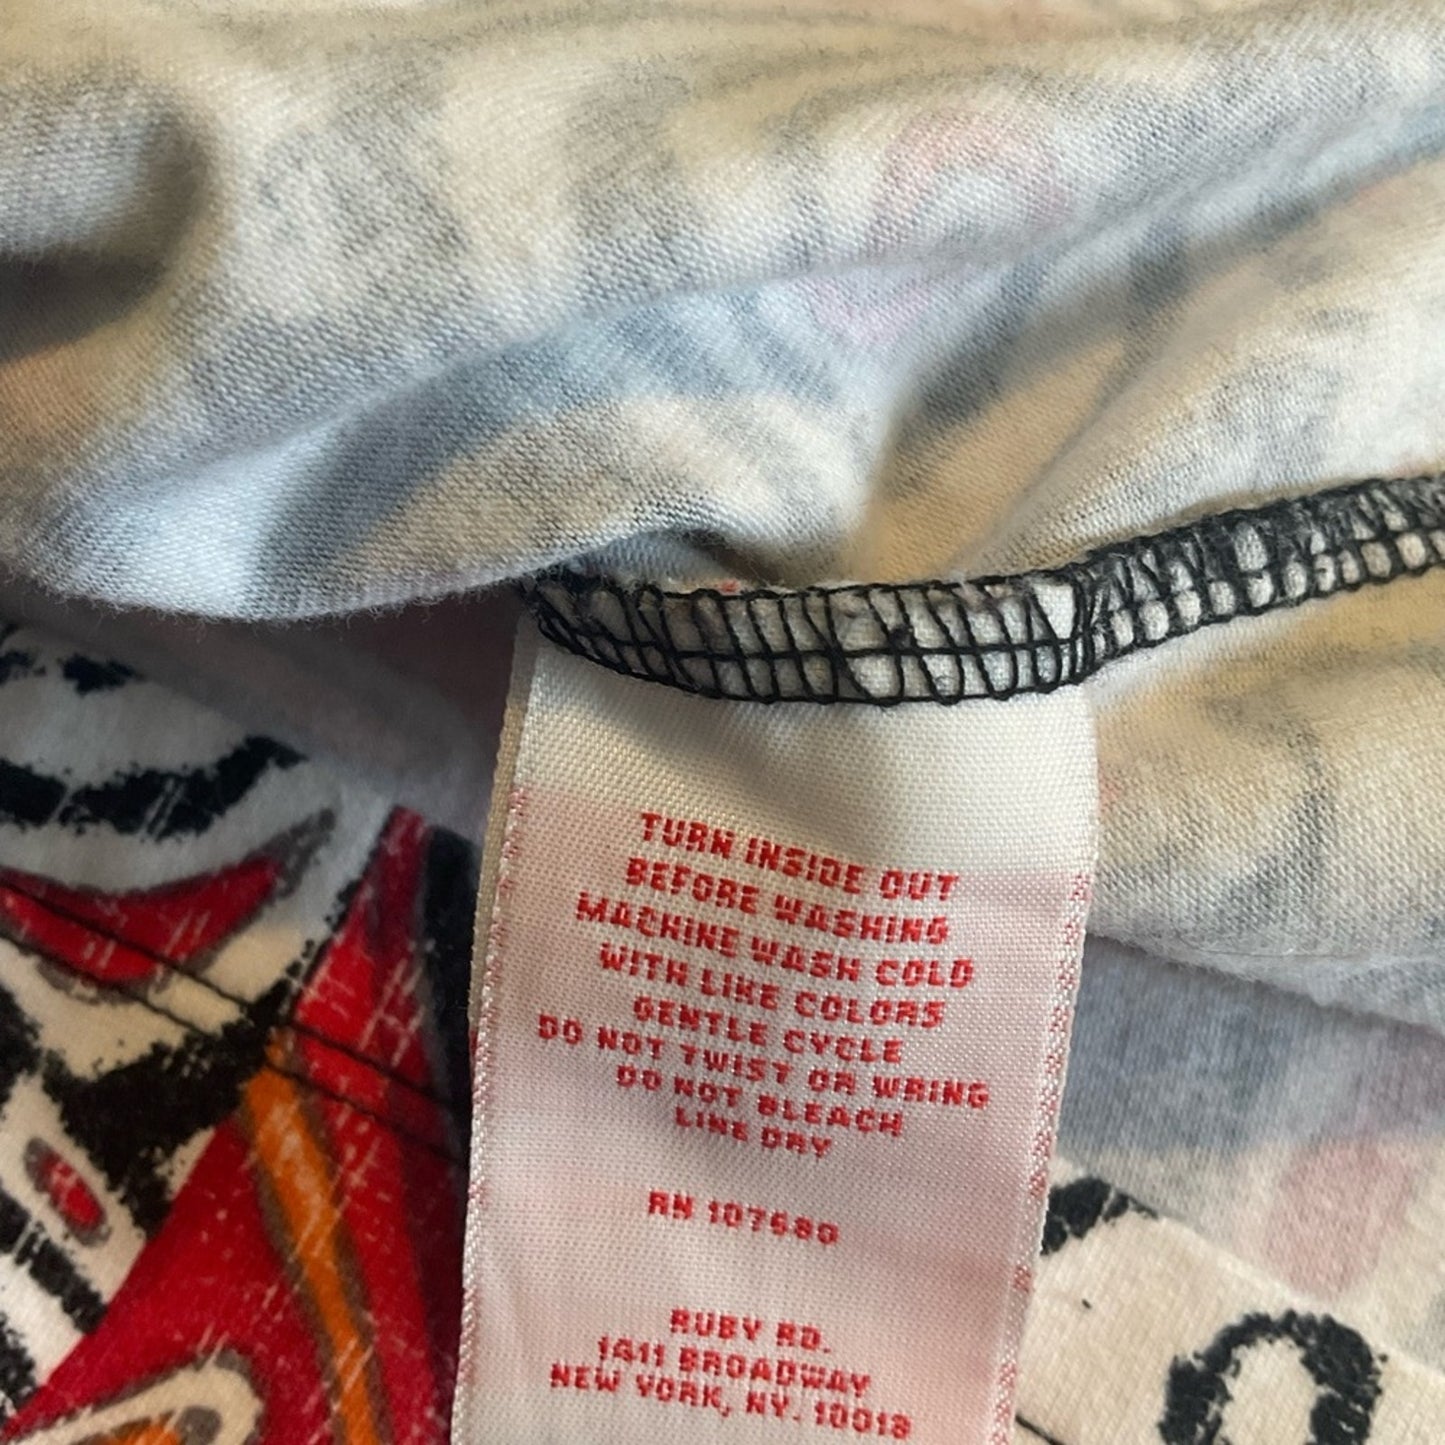 TURN INSIDE OUT
BEFORE WASHING
MACHINE WASH COLD
WITH LIKE COLORS
GENTLE CYCLE
DO NOT TWIST OR WRING
DO NOT BLEACH
LINE DRY
RN 107680
RUBY RD.
1411 BROADWAY
NEW YORK, NY. 10018